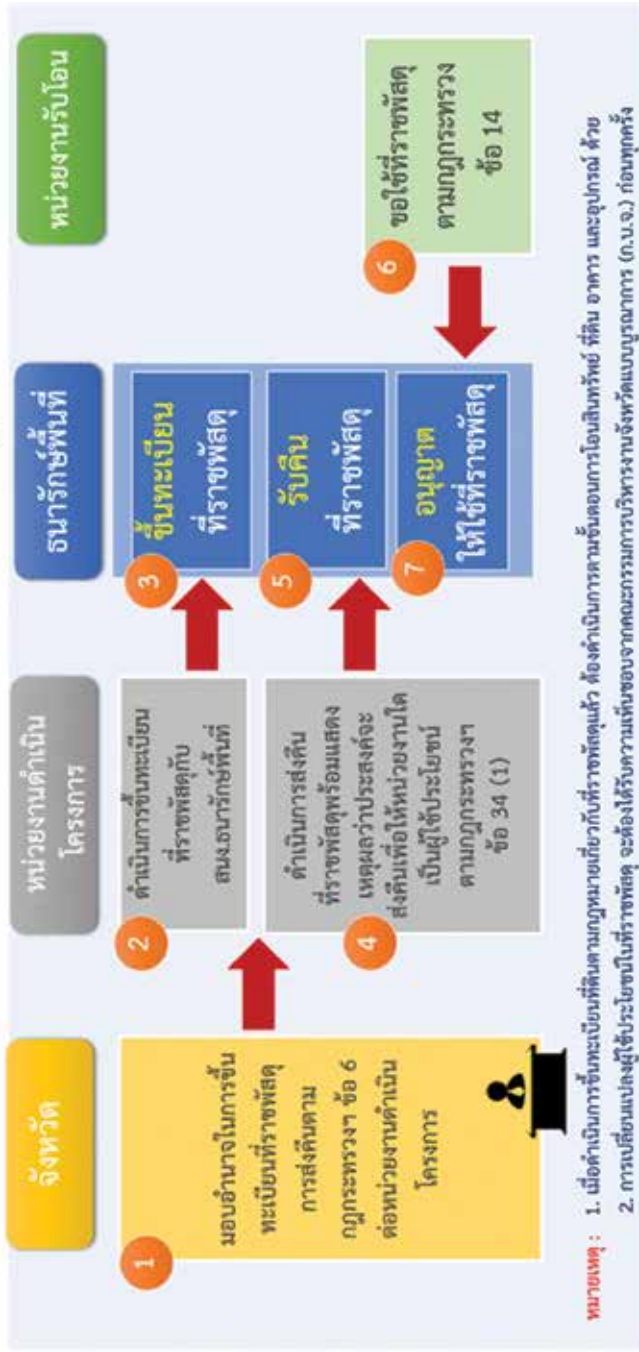 จังหวัด
1
มอบอำนาจในการขึ้น
ทะเบียนที่ราชพัสดุ
การส่งคืนตาม
กฎกระทรวงฯ ข้อ 6
ต่อหน่วยงานดำเนิน
โครงการ
หน่วยงานดำเนิน
โครงการ
2
ดำเนินการขึ้นทะเบียน
ที่ราชพัสดุกับ
สนง.ธนารักษ์พื้นที่
4
ดำเนินการส่งคืน
ที่ราชพัสดุพร้อมแสดง
เหตุผลว่าประสงค์จะ
ส่งคืนเพื่อให้หน่วยงานใด
เป็นผู้ใช้ประโยชน์
ตามกฎกระทรวงฯ
ข้อ 34 (1)
ธนารักษ์พื้นที่
3
ขึ้นทะเบียน
ที่ราชพัสดุ
5
รับคืน
ที่ราชพัสดุ
7
อนุญาต
ให้ใช้ที่ราชพัสดุ
หน่วยงานรับโอน
6
ขอใช้ที่ราชพัสดุ
ตามกฎกระทรวง
ข้อ 14
หมายเหตุ : 1. เมื่อดำเนินการขึ้นทะเบียนที่ดินตามกฎหมายเกี่ยวกับที่ราชพัสดุแล้ว ต้องดำเนินการตามขั้นตอนการโอนสินทรัพย์ ที่ดิน อาคาร และอุปกรณ์ ด้วย
2. การเปลี่ยนแปลงผู้ใช้ประโยชน์ในที่ราชพัสดุ จะต้องได้รับความเห็นชอบจากคณะกรรมการบริหารงานจังหวัดแบบบูรณาการ (ก.บ.จ.) ก่อนทุกครั้ง